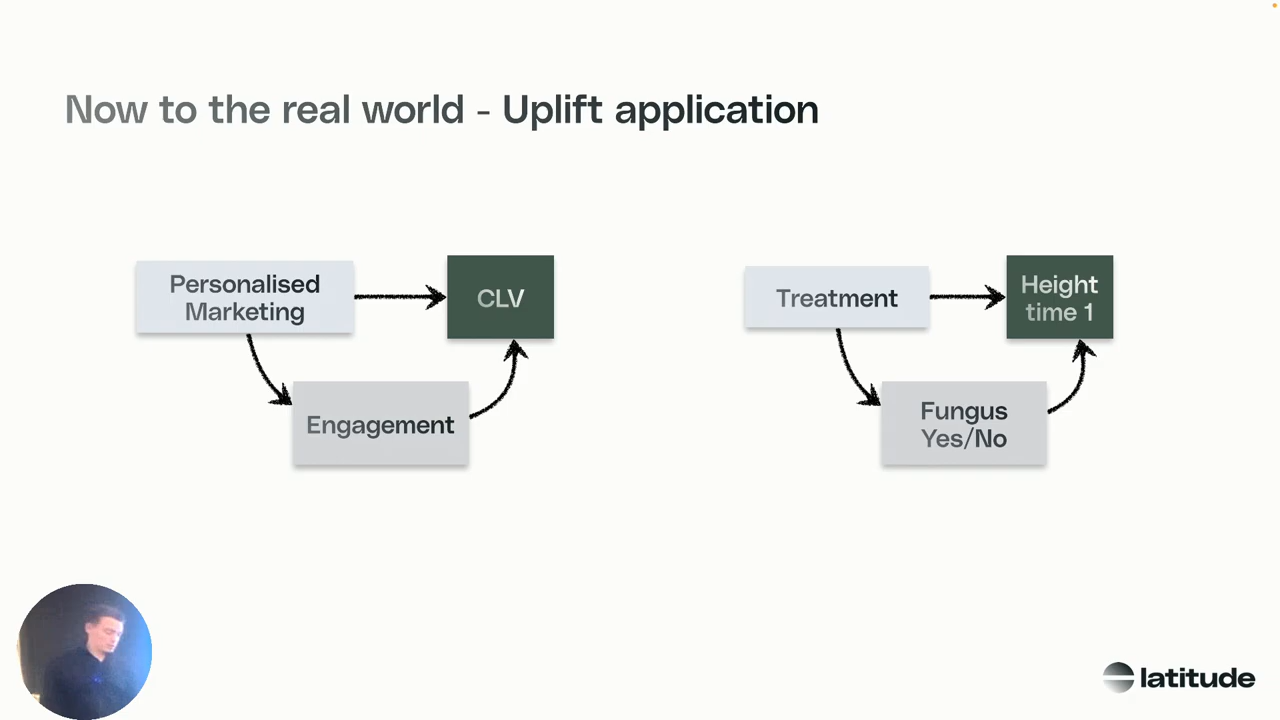 Now to the real world - Uplift application
Personalised
Marketing
CLV
Engagement
Treatment
Height
time 1
Fungus
Yes/No
latitude